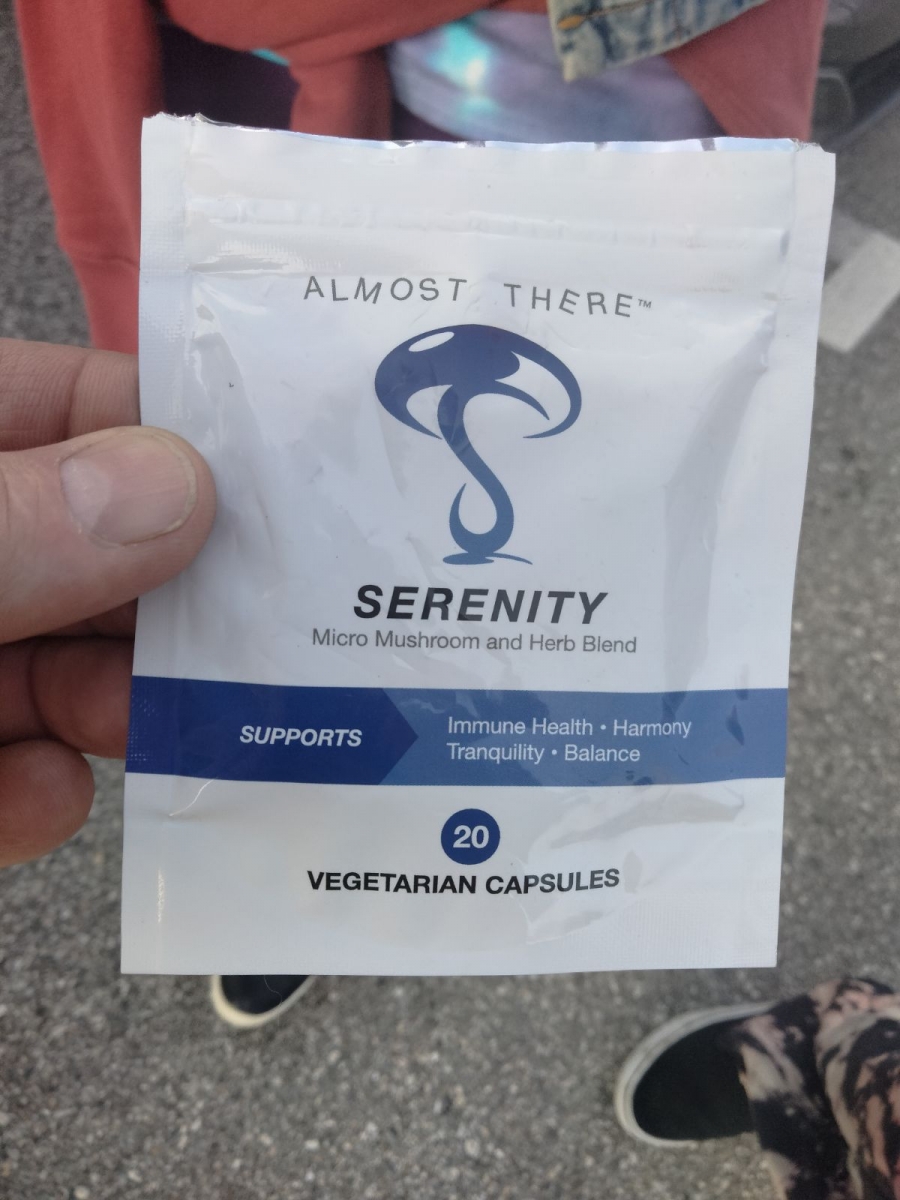 ALMOST THERE™
SERENITY
Micro Mushroom and Herb Blend
SUPPORTS
Immune Health • Harmony
Tranquility • Balance
20
VEGETARIAN CAPSULES